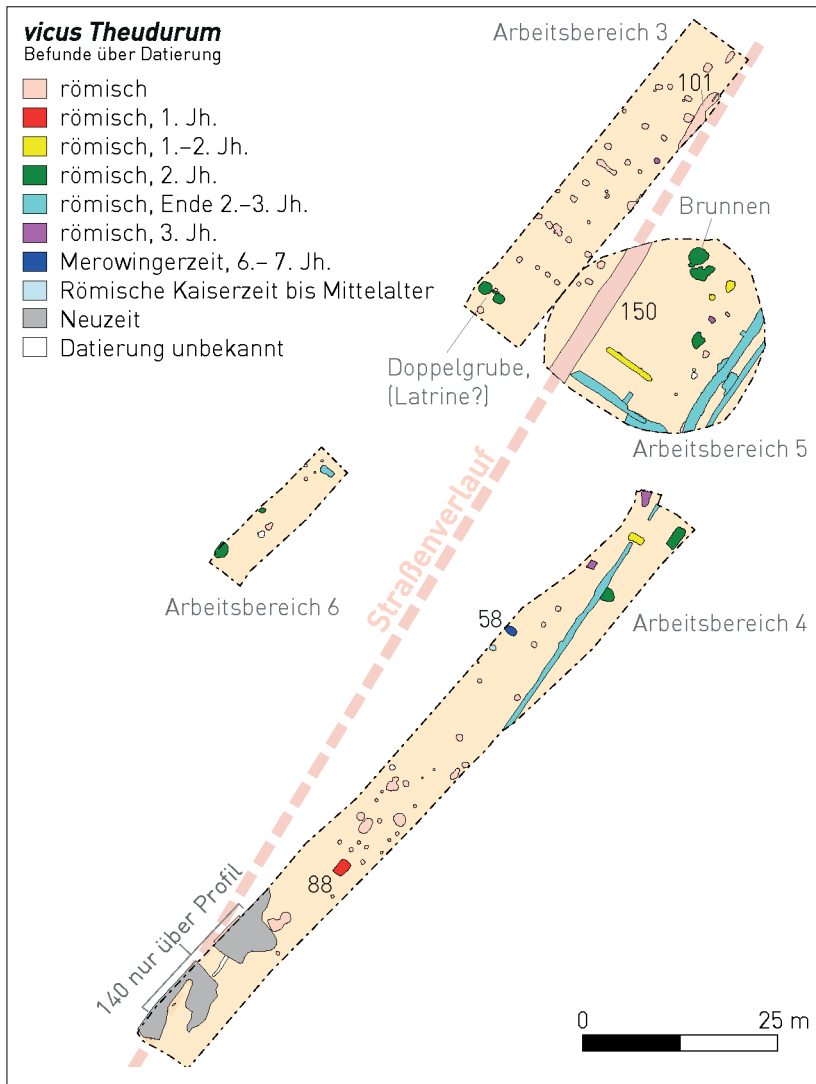 vicus Theudurum
Befunde über Datierung
römisch
römisch, 1. Jh.
römisch, 1.–2. Jh.
römisch, 2. Jh.
römisch, Ende 2.–3. Jh.
römisch, 3. Jh.
Merowingerzeit, 6.– 7. Jh.
Römische Kaiserzeit bis Mittelalter
Neuzeit
Datierung unbekannt
Arbeitsbereich 3
101
Brunnen
150
Doppelgrube,
(Latrine?)
Arbeitsbereich 5
Straßenverlauf
Arbeitsbereich 6
58
Arbeitsbereich 4
88
140 nur über Profil
0 25 m